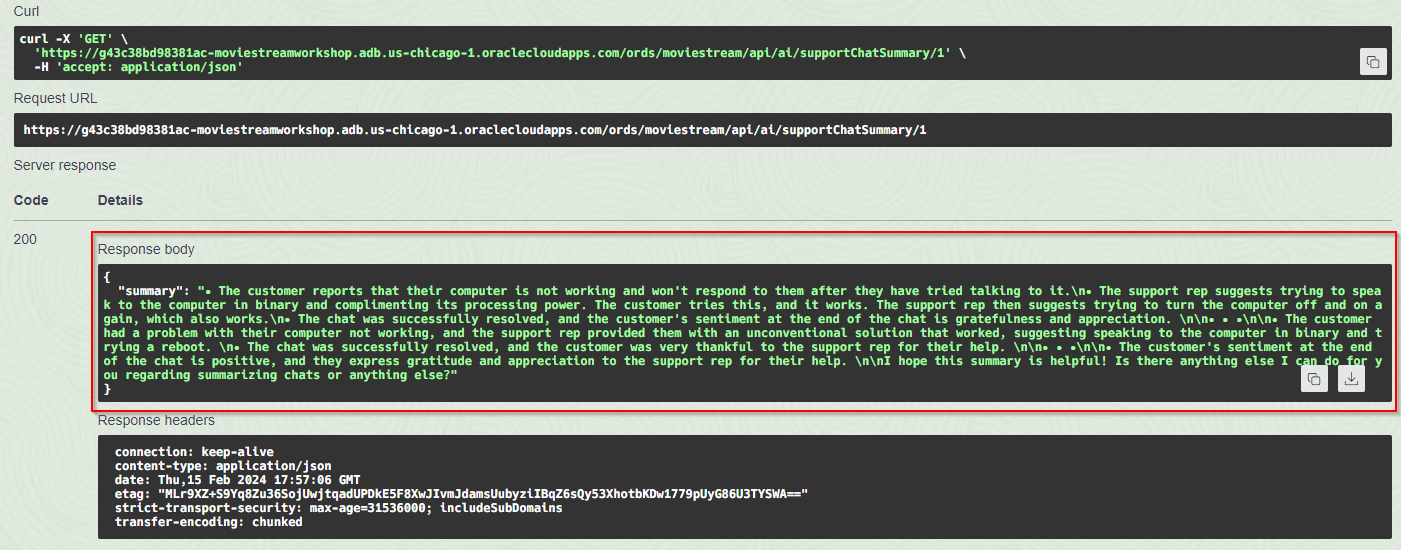 Curl
curl -X 'GET' \
  'https://g43c38bd98381ac-moviestreamworkshop.adb.us-chicago-1.oraclecloudapps.com/ords/moviestream/api/ai/supportChatSummary/1' \
  -H 'accept: application/json'
Request URL
https://g43c38bd98381ac-moviestreamworkshop.adb.us-chicago-1.oraclecloudapps.com/ords/moviestream/api/ai/supportChatSummary/1
Server response
Code Details
200
Response body
{
  "summary": "• The customer reports that their computer is not working and won't respond to them after they have tried talking to it.\n• The support rep suggests trying to spea
k to the computer in binary and complimenting its processing power. The customer tries this, and it works. The support rep then suggests trying to turn the computer off and on a
gain, which also works.\n• The chat was successfully resolved, and the customer's sentiment at the end of the chat is gratefulness and appreciation. \n\n• • •\n\n• The customer
had a problem with their computer not working, and the support rep provided them with an unconventional solution that worked, suggesting speaking to the computer in binary and t
rying a reboot. \n• The chat was successfully resolved, and the customer was very thankful to the support rep for their help. \n\n• • •\n\n• The customer's sentiment at the end
of the chat is positive, and they express gratitude and appreciation to the support rep for their help. \n\nI hope this summary is helpful! Is there anything else I can do for y
ou regarding summarizing chats or anything else?"
}
Response headers
connection: keep-alive
content-type: application/json
date: Thu,15 Feb 2024 17:57:06 GMT
etag: "MLr9XZ+S9Yq8Zu36SojUwjtqadUPDkE5F8XwJIvmJdamsUubyziIBqZ6sQy53XhotbKDw1779pUyG86U3TYSWA=="
strict-transport-security: max-age=31536000; includeSubDomains
transfer-encoding: chunked